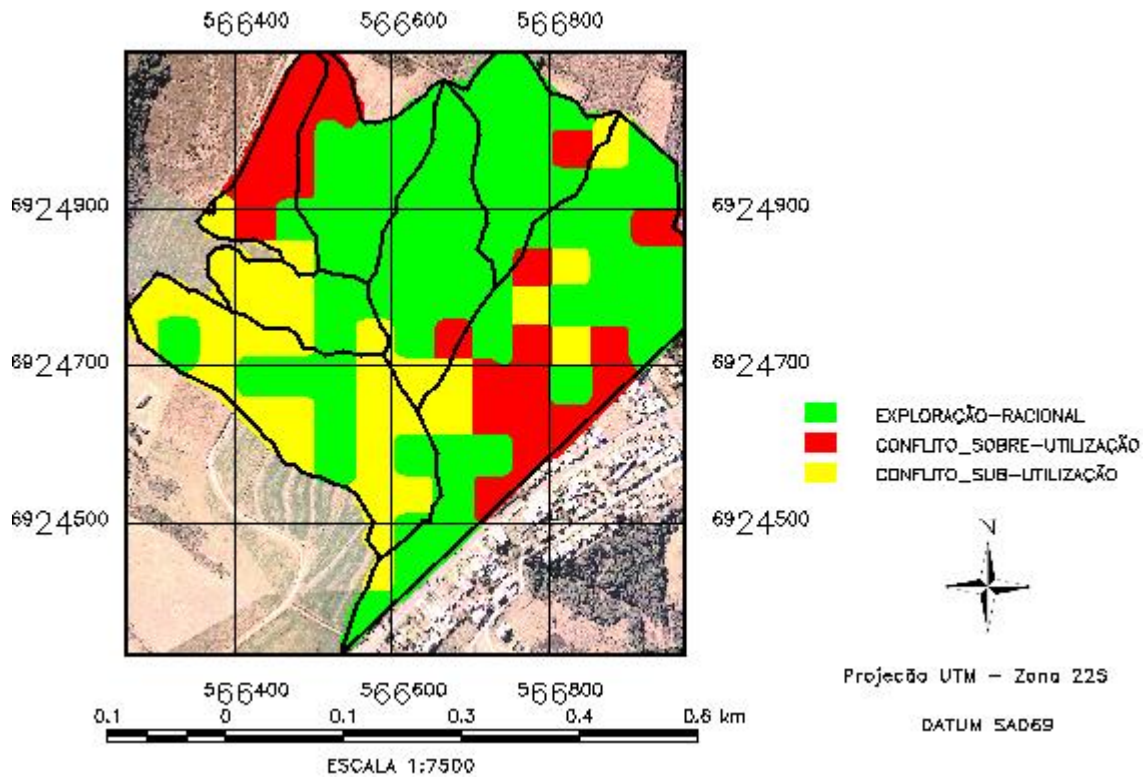 566400 566600 566800
6924900 6924900
6924700 6924700
6924500 6924500
EXPLORAÇÃO-RACIONAL
CONFLITO_SOBRE-UTILIZAÇÃO
CONFLITO_SUB-UTILIZAÇÃO
N
566400 566600 566800
Projeção UTM - Zona 22S
DATUM SAD69
0.1 0 0.1 0.3 0.4 0.6 km
ESCALA 1:7500